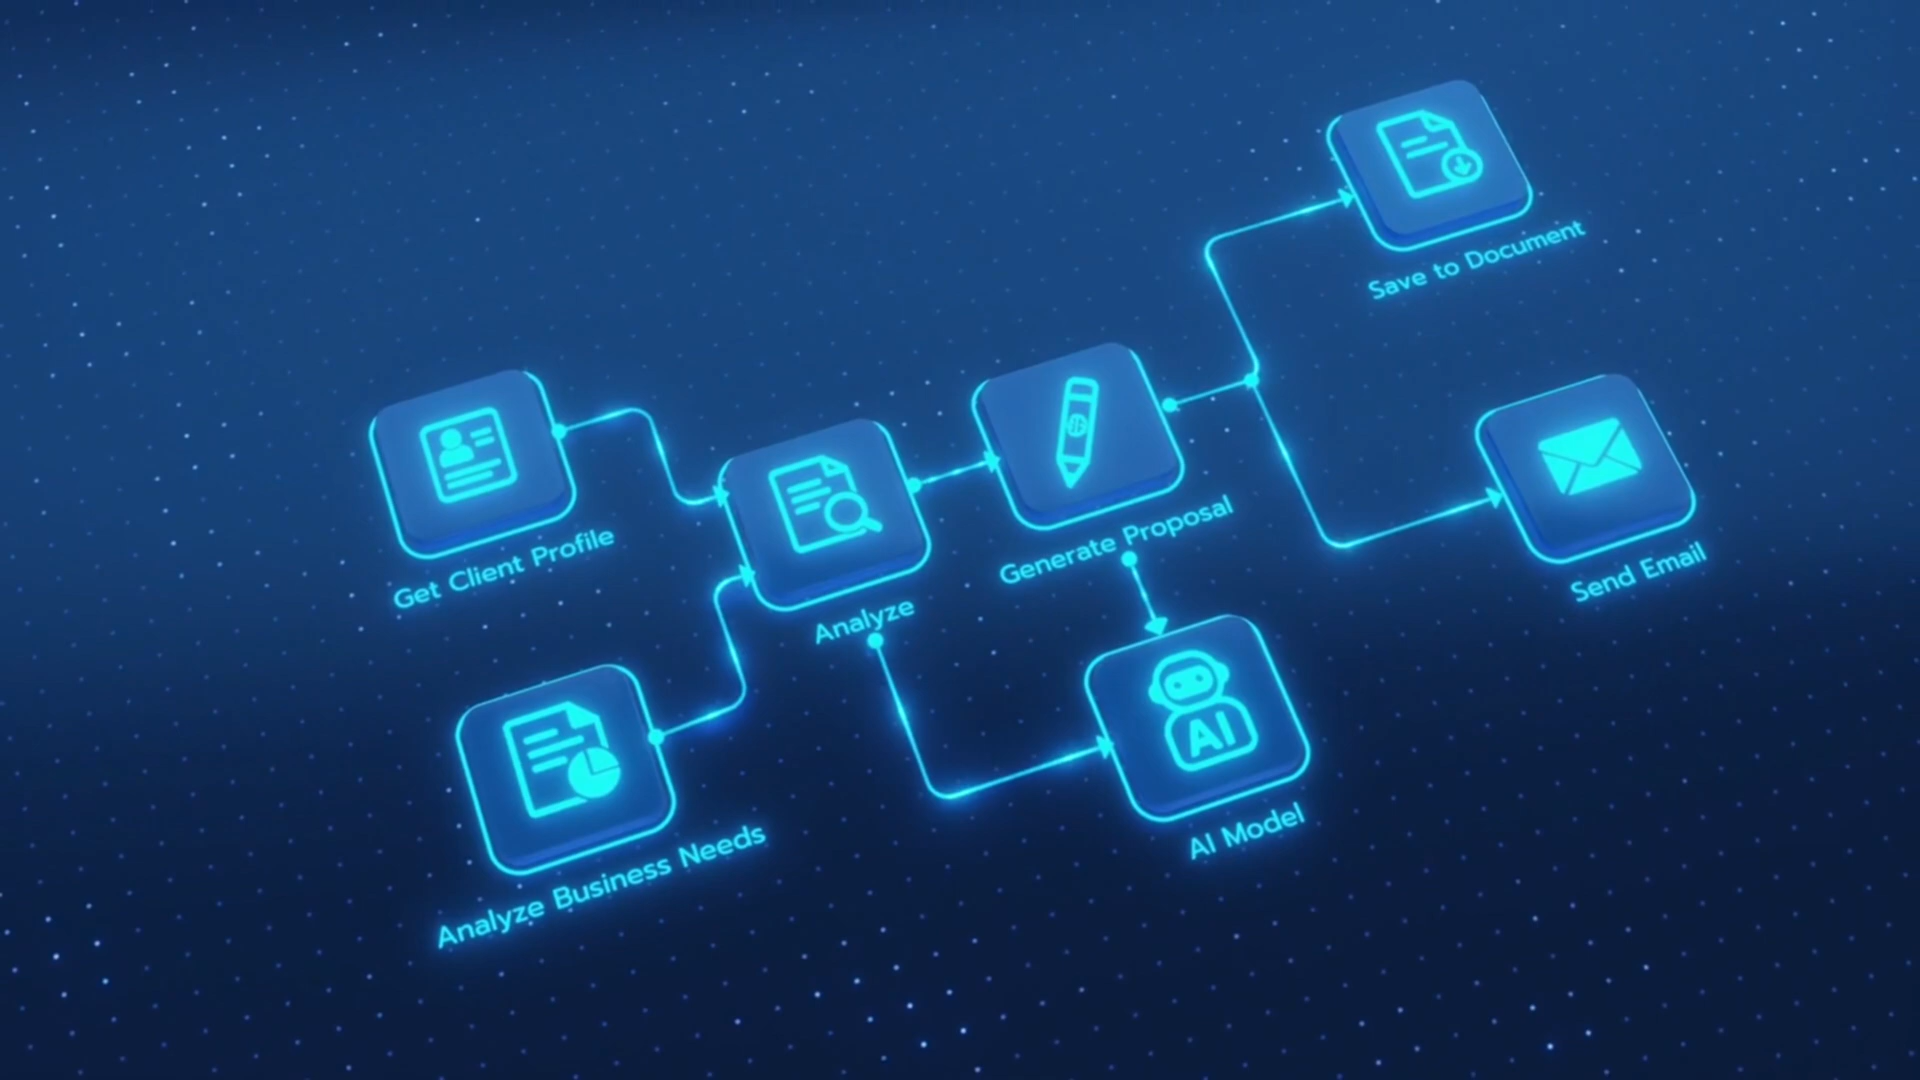 Save to Document
Get Client Profile
Analyze
Generate Proposal
Send Email
Analyze Business Needs
AI
AI Model